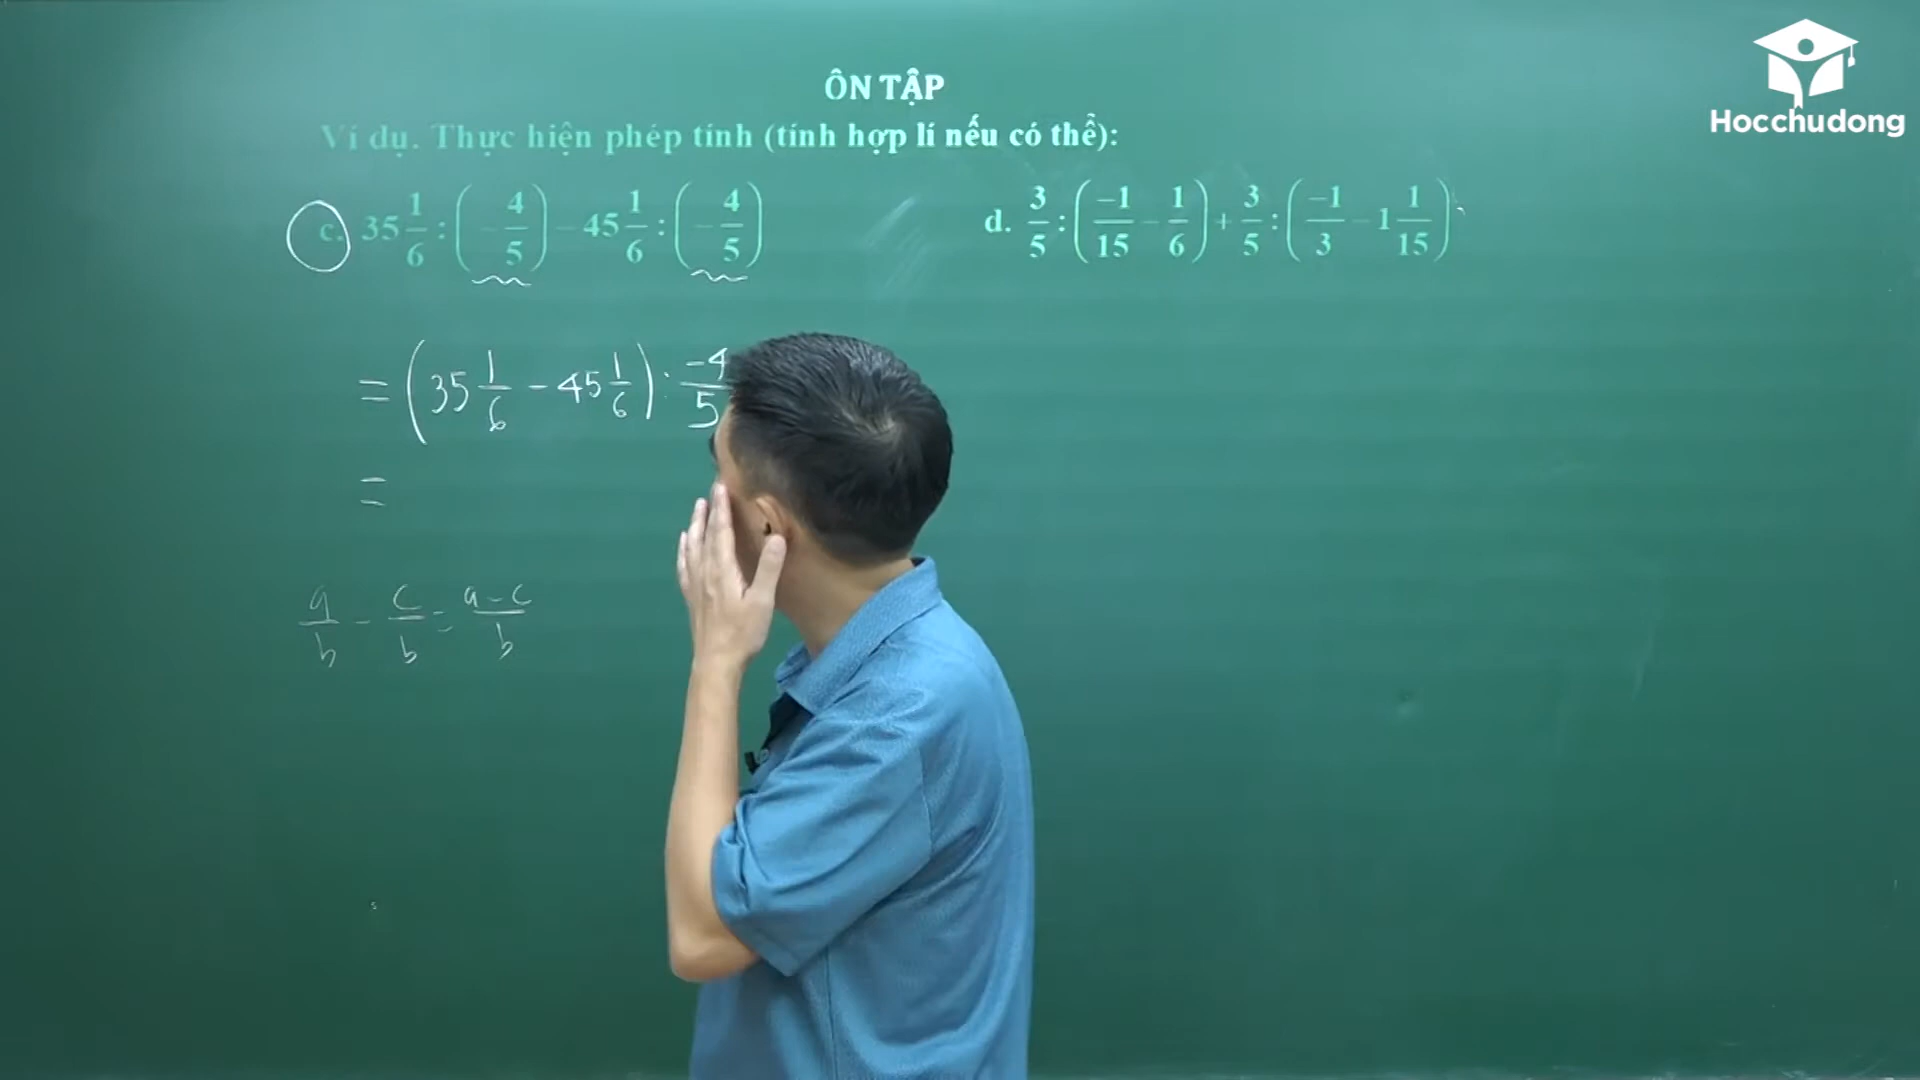 Hocchudong
ÔN TẬP
Ví dụ. Thực hiện phép tính (tính hợp lí nếu có thể):
c. 35 1/6 : (- 4/5) - 45 1/6 : (- 4/5)
d. 3/5 : (-1/15 - 1/6) + 3/5 : (-1/3 - 1 1/15)
= (35 1/6 - 45 1/6) : -4/5
=
a/b - c/b = a-c/b